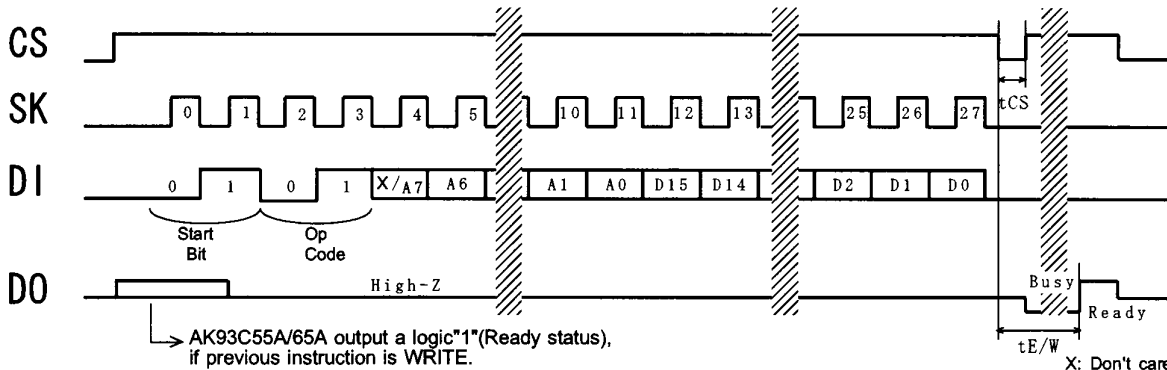 CS
tCS
SK 0 1 2 3 4 5 10 11 12 13 25 26 27
DI 0 1 0 1 X/A7 A6 A1 A0 D15 D14 D2 D1 D0
Start Bit
Op Code
DO High-Z Busy Ready
AK93C55A/65A output a logic"1"(Ready status),
if previous instruction is WRITE.
tE/W
X: Don't care